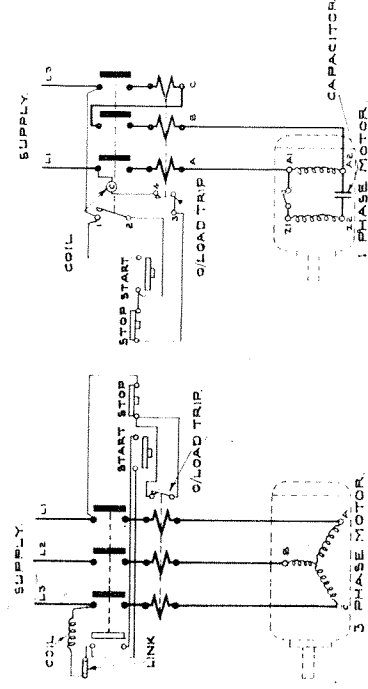 SUPPLY.
L3
L2
L1
COIL
LINK
START STOP
O/LOAD TRIP.
B
C
A
3 PHASE MOTOR.
SUPPLY.
L1
L3
COIL
1
2
3
4
STOP START
O/LOAD TRIP
A
B
C
Z1
A1
Z2
A2
CAPACITOR
1 PHASE MOTOR